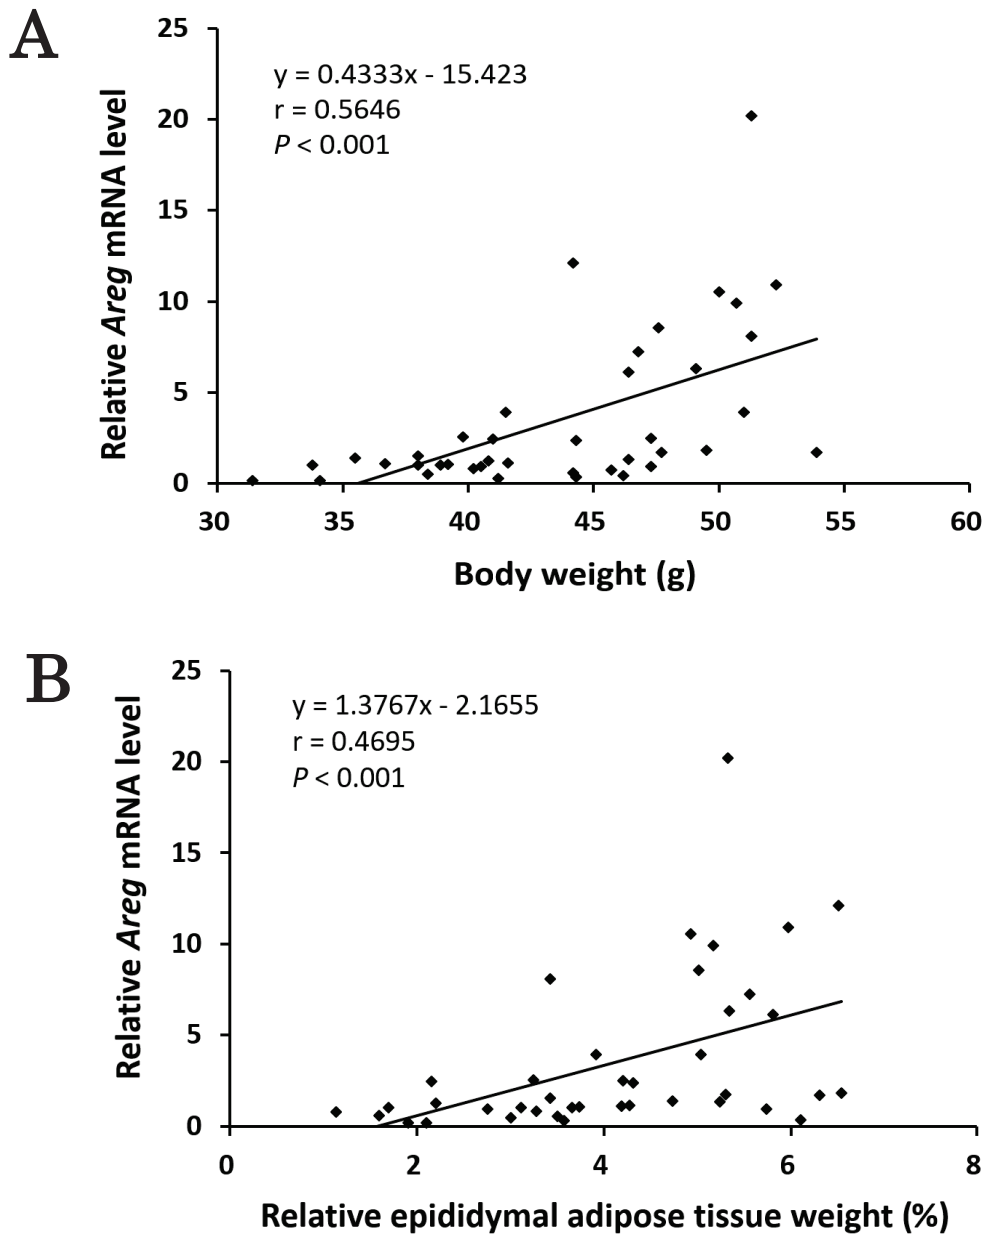 A
25
20
15
10
5
0
Relative Areg mRNA level
y = 0.4333x - 15.423
r = 0.5646
P < 0.001
30 35 40 45 50 55 60
Body weight (g)
B
25
20
15
10
5
0
Relative Areg mRNA level
y = 1.3767x - 2.1655
r = 0.4695
P < 0.001
0 2 4 6 8
Relative epididymal adipose tissue weight (%)